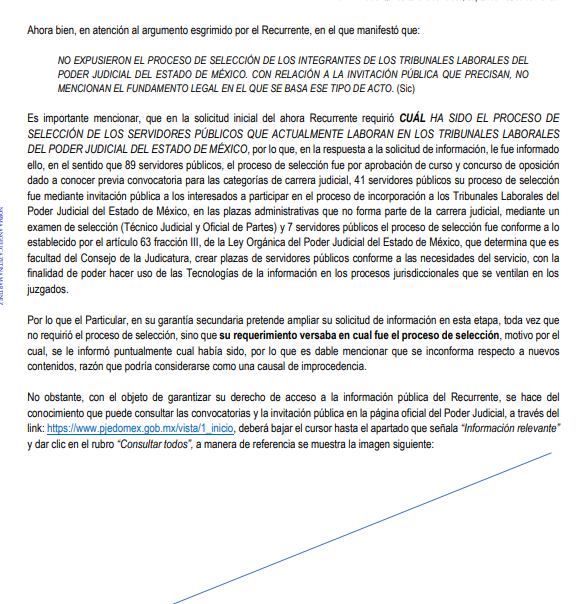 Ahora bien, en atención al argumento esgrimido por el Recurrente, en el que manifestó que:
NO EXPUSIERON EL PROCESO DE SELECCIÓN DE LOS INTEGRANTES DE LOS TRIBUNALES LABORALES DEL
PODER JUDICIAL DEL ESTADO DE MÉXICO. CON RELACIÓN A LA INVITACIÓN PÚBLICA QUE PRECISAN, NO
MENCIONAN EL FUNDAMENTO LEGAL EN EL QUE SE BASA ESE TIPO DE ACTO. (Sic)
Es importante mencionar, que en la solicitud inicial del ahora Recurrente requirió CUÁL HA SIDO EL PROCESO DE
SELECCIÓN DE LOS SERVIDORES PÚBLICOS QUE ACTUALMENTE LABORAN EN LOS TRIBUNALES LABORALES
DEL PODER JUDICIAL DEL ESTADO DE MÉXICO, por lo que, en la respuesta a la solicitud de información, le fue informado
ello, en el sentido que 89 servidores públicos, el proceso de selección fue por aprobación de curso y concurso de oposición
dado a conocer previa convocatoria para las categorías de carrera judicial, 41 servidores públicos su proceso de selección
fue mediante invitación pública a los interesados a participar en el proceso de incorporación a los Tribunales Laborales del
Poder Judicial del Estado de México, en las plazas administrativas que no forma parte de la carrera judicial, mediante un
examen de selección (Técnico Judicial y Oficial de Partes) y 7 servidores públicos el proceso de selección fue conforme a lo
establecido por el artículo 63 fracción III, de la Ley Orgánica del Poder Judicial del Estado de México, que determina que es
facultad del Consejo de la Judicatura, crear plazas de servidores públicos conforme a las necesidades del servicio, con la
finalidad de poder hacer uso de las Tecnologías de la información en los procesos jurisdiccionales que se ventilan en los
juzgados.
Por lo que el Particular, en su garantía secundaria pretende ampliar su solicitud de información en esta etapa, toda vez que
no requirió el proceso de selección, sino que su requerimiento versaba en cual fue el proceso de selección, motivo por el
cual, se le informó puntualmente cual había sido, por lo que es dable mencionar que se inconforma respecto a nuevos
contenidos, razón que podría considerarse como una causal de improcedencia.
No obstante, con el objeto de garantizar su derecho de acceso a la información pública del Recurrente, se hace del
conocimiento que puede consultar las convocatorias y la invitación pública en la página oficial del Poder Judicial, a través del
link: https://www.pjedomex.gob.mx/vista/1_inicio, deberá bajar el cursor hasta el apartado que señala “Información relevante”
y dar clic en el rubro “Consultar todos”, a manera de referencia se muestra la imagen siguiente: